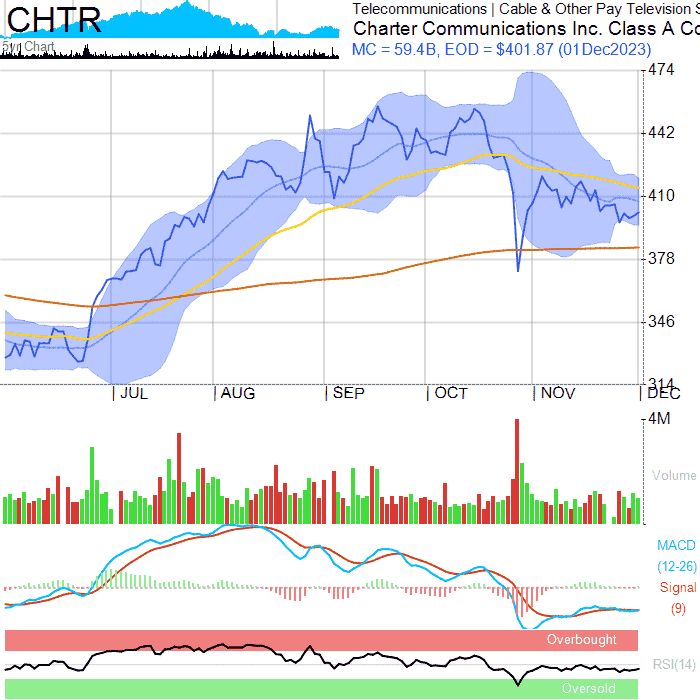 CHTR
Telecommunications | Cable & Other Pay Television S
Charter Communications Inc. Class A Co
5yr Chart
MC = 59.4B, EOD = $401.87 (01Dec2023)
474
442
410
378
346
314
JUL
AUG
SEP
OCT
NOV
DEC
4M
Volume
MACD
(12-26)
Signal
(9)
Overbought
RSI(14)
Oversold